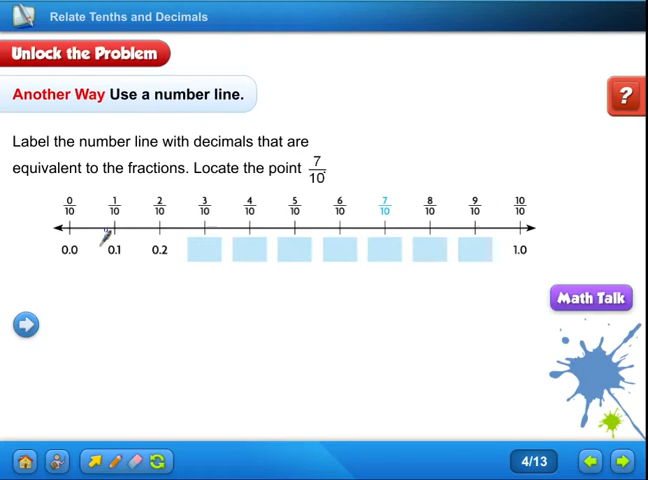 Relate Tenths and Decimals
Unlock the Problem
Another Way Use a number line.
?
Label the number line with decimals that are
equivalent to the fractions. Locate the point 7/10
0/10 1/10 2/10 3/10 4/10 5/10 6/10 7/10 8/10 9/10 10/10
0.0 0.1 0.2 1.0
Math Talk
4/13